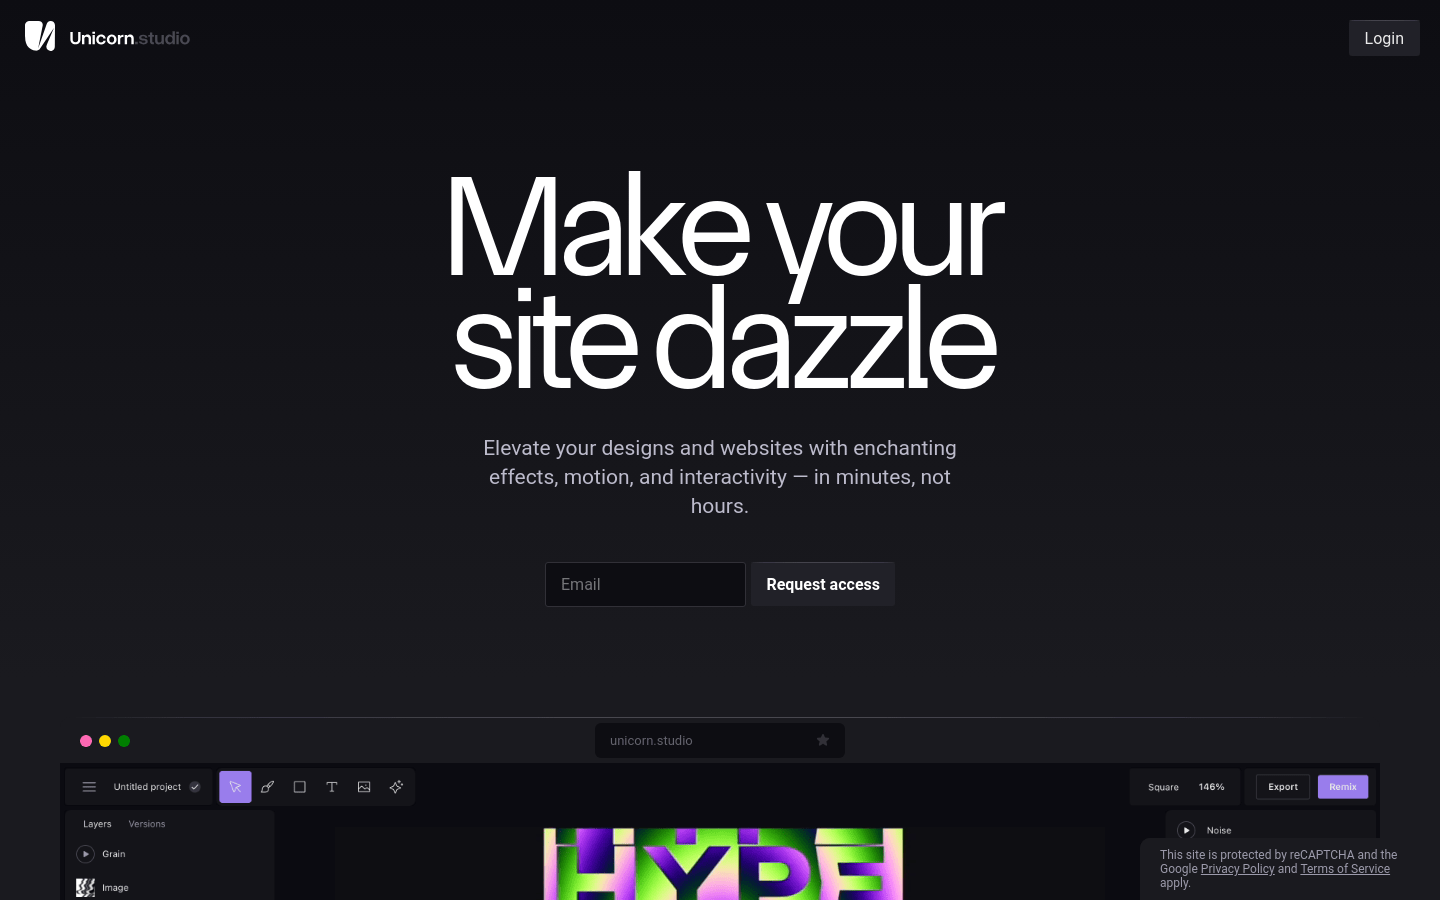 Unicorn.studio
Login
Make your
site dazzle
Elevate your designs and websites with enchanting
effects, motion, and interactivity — in minutes, not
hours.
Email
Request access
unicorn.studio
Untitled project
Square
146%
Export
Remix
Layers
Versions
Noise
Grain
Image
HYPE
This site is protected by reCAPTCHA and the
Google Privacy Policy and Terms of Service
apply.